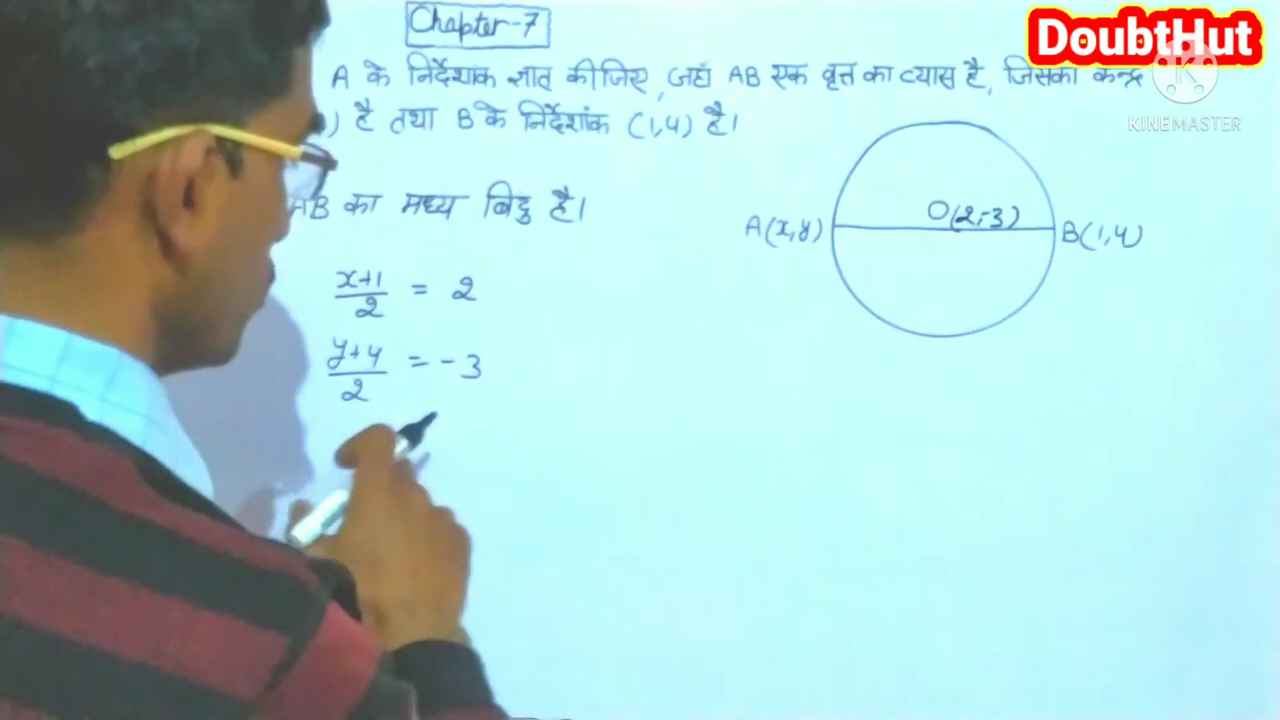 Chapter-7
DoubtHut
A के निर्देशांक ज्ञात कीजिए, जहाँ AB एक वृत्त का व्यास है, जिसका केन्द्र
) है तथा B के निर्देशांक (1,4) है।
KINEMASTER
AB का मध्य बिंदु है।
A(x,y) O(2,-3) B(1,4)
x+1/2 = 2
y+4/2 = -3